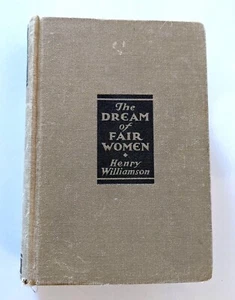 The
DREAM
of
FAIR
WOMEN
Henry
Williamson